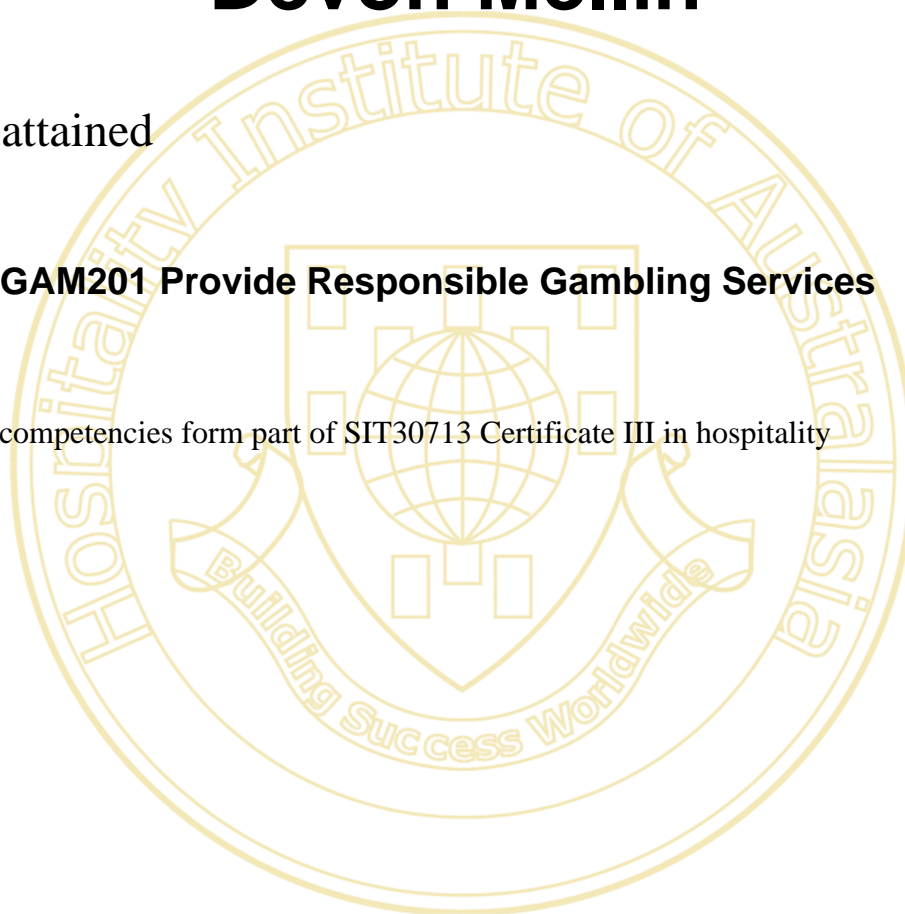 attained
GAM201 Provide Responsible Gambling Services
competencies form part of SIT30713 Certificate III in hospitality
Hospitality Institute of Australasia
Building Success Worldwide